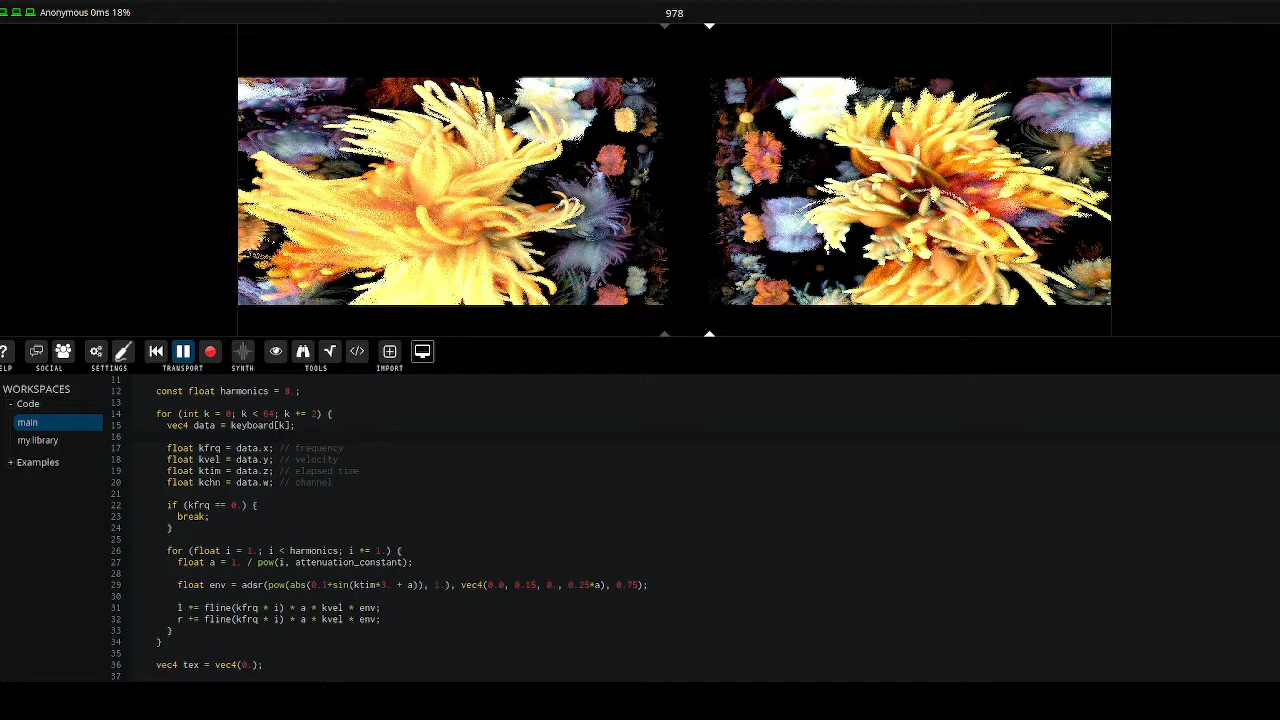 Anonymous 0ms 18%
978
?
ELP
SOCIAL
SETTINGS
TRANSPORT
SYNTH
TOOLS
IMPORT
WORKSPACES
- Code
main
my library
+ Examples
11
12 const float harmonics = 8.;
13
14 for (int k = 0; k < 64; k += 2) {
15 vec4 data = keyboard[k];
16
17 float kfrq = data.x; // frequency
18 float kvel = data.y; // velocity
19 float ktim = data.z; // elapsed time
20 float kchn = data.w; // channel
21
22 if (kfrq == 0.) {
23 break;
24 }
25
26 for (float i = 1.; i < harmonics; i += 1.) {
27 float a = 1. / pow(i, attenuation_constant);
28
29 float env = adsr(pow(abs(0.1+sin(ktim*3. + a)), 1.), vec4(0.0, 0.15, 0., 0.25*a), 0.75);
30
31 l += fline(kfrq * i) * a * kvel * env;
32 r += fline(kfrq * i) * a * kvel * env;
33 }
34 }
35
36 vec4 tex = vec4(0.);
37